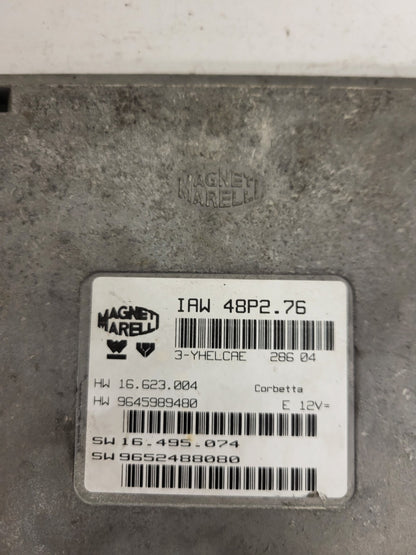 MAGNETI
MARELLI
IAW 48P2.76
MAGNETI
MARELLI
3-YHELCAE 286 04
HW 16.623.004 Corbetta
HW 9645989480 E 12V=
SW 16.495.074
SW 9652488080